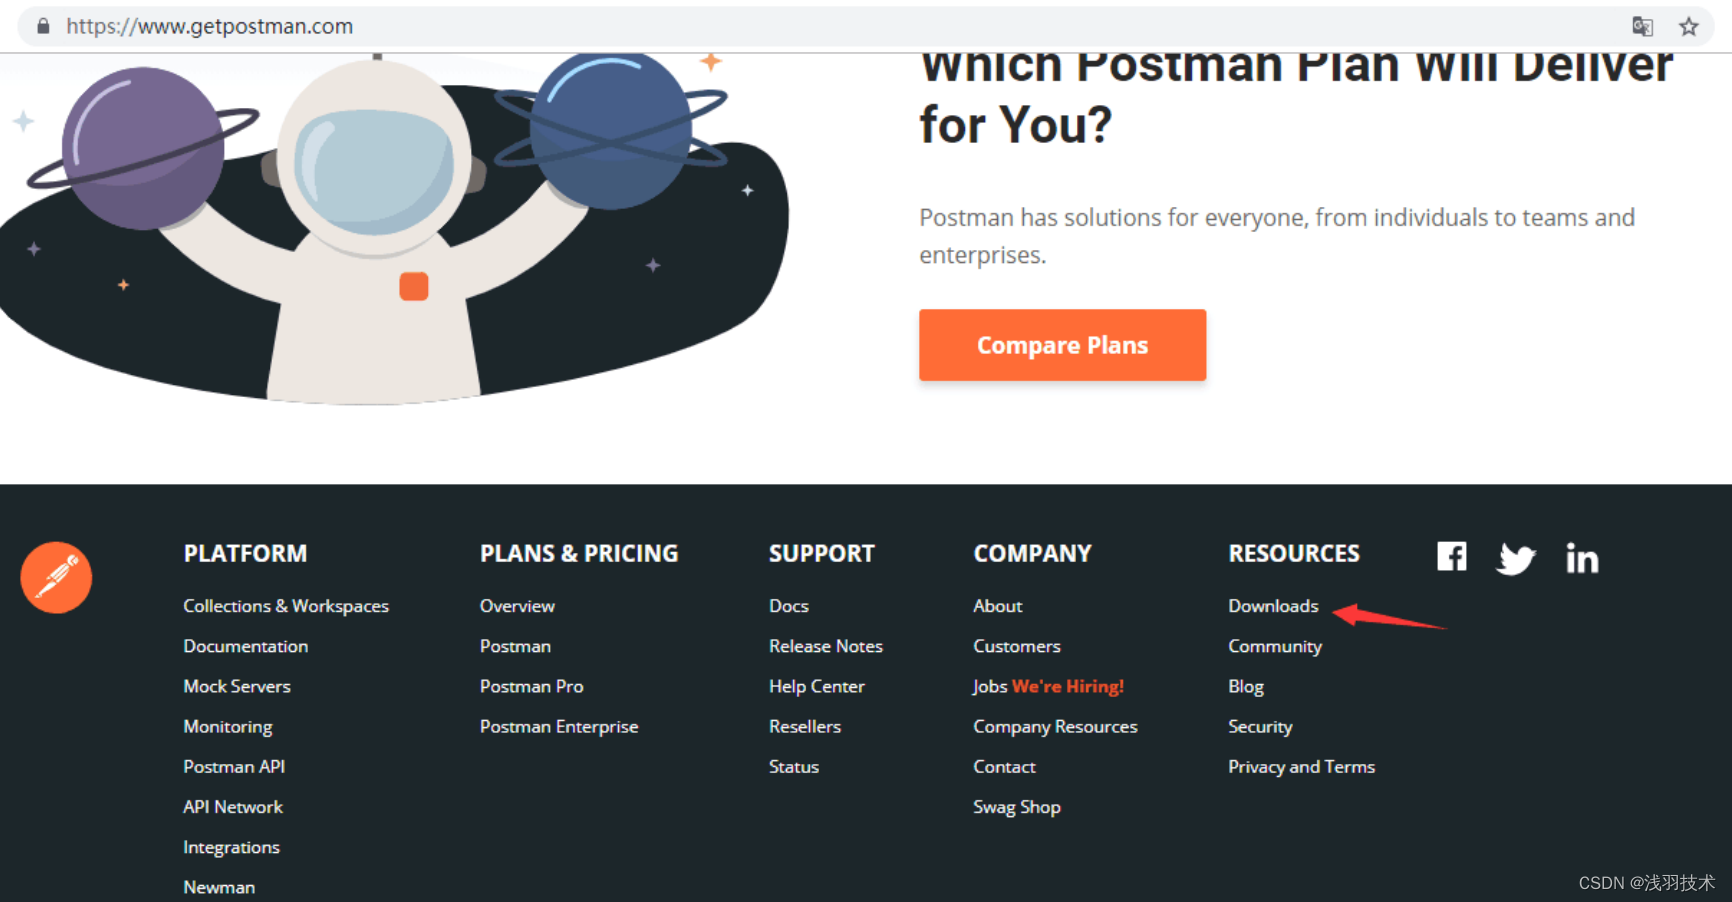 https://www.getpostman.com
Which Postman Plan Will Deliver
for You?
Postman has solutions for everyone, from individuals to teams and
enterprises.
Compare Plans
PLATFORM
Collections & Workspaces
Documentation
Mock Servers
Monitoring
Postman API
API Network
Integrations
Newman
PLANS & PRICING
Overview
Postman
Postman Pro
Postman Enterprise
SUPPORT
Docs
Release Notes
Help Center
Resellers
Status
COMPANY
About
Customers
Jobs We're Hiring!
Company Resources
Contact
Swag Shop
RESOURCES
Downloads
Community
Blog
Security
Privacy and Terms
CSDN @浅羽技术